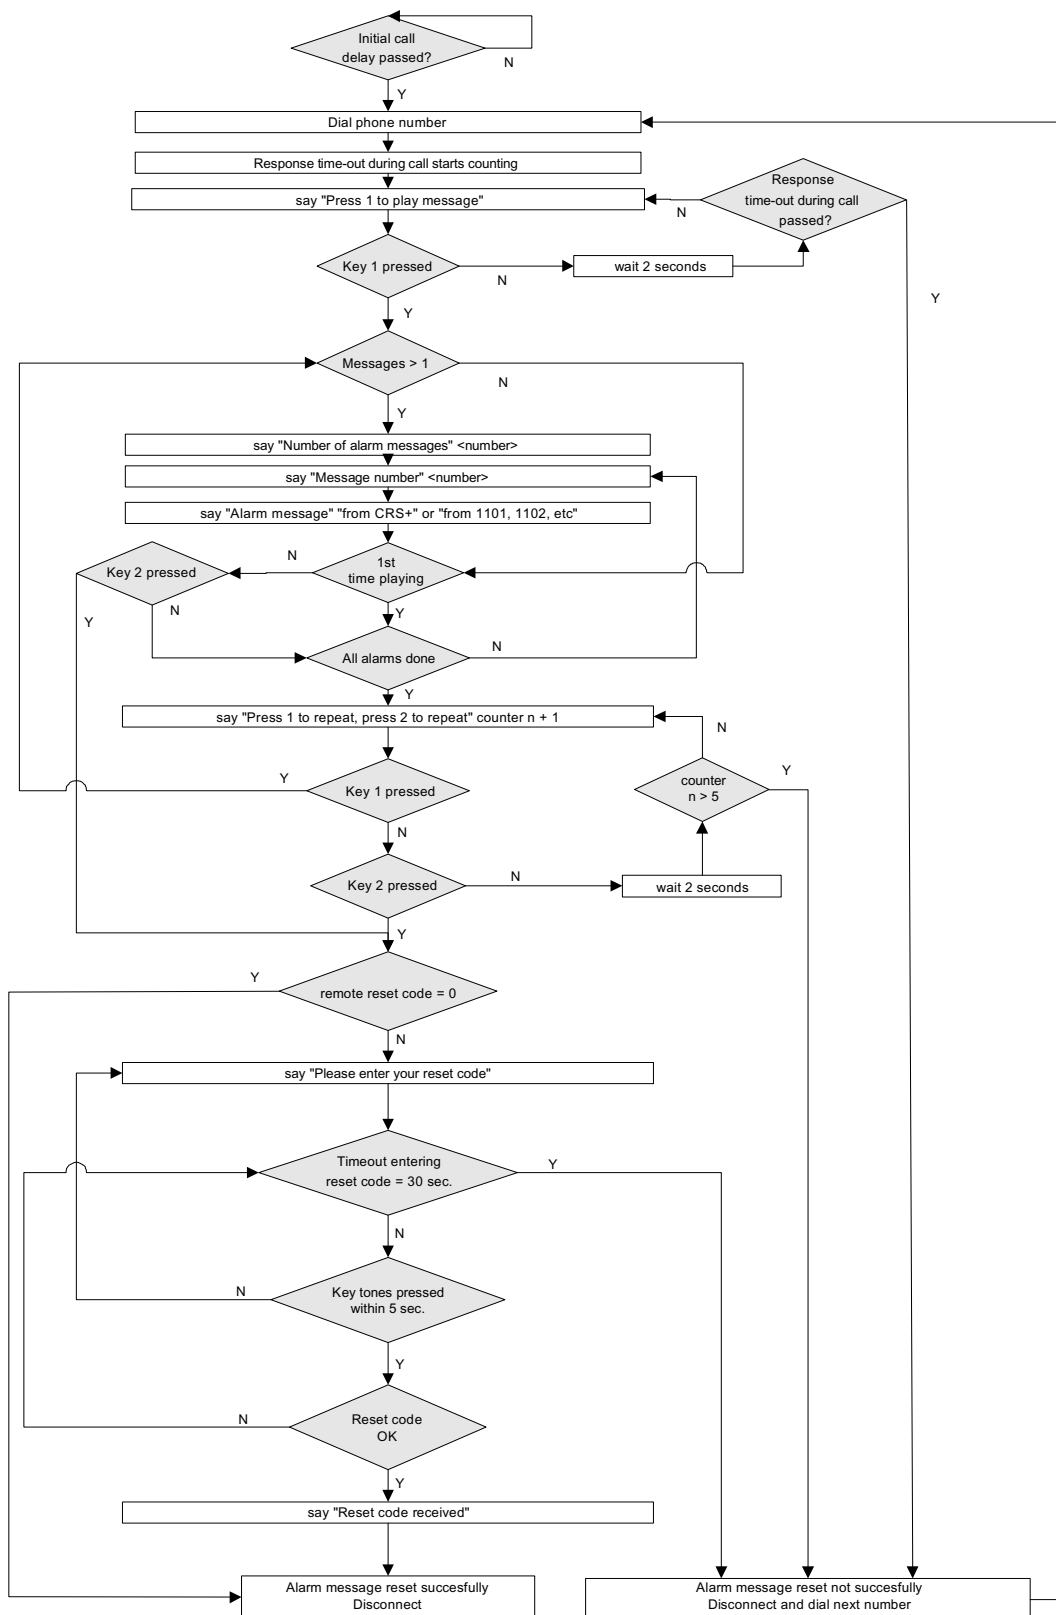 Initial call
delay passed?
N
Y
Dial phone number
Response time-out during call starts counting
say "Press 1 to play message"
Response
time-out during call
passed?
N
Key 1 pressed
N
wait 2 seconds
Y
Y
Messages > 1
N
Y
say "Number of alarm messages" <number>
say "Message number" <number>
say "Alarm message" "from CRS+" or "from 1101, 1102, etc"
Key 2 pressed
N
1st
time playing
Y
N
Y
All alarms done
N
Y
say "Press 1 to repeat, press 2 to repeat" counter n + 1
N
Y
Key 1 pressed
counter
n > 5
Y
N
Key 2 pressed
N
wait 2 seconds
Y
Y
remote reset code = 0
N
say "Please enter your reset code"
Timeout entering
reset code = 30 sec.
Y
N
Key tones pressed
within 5 sec.
N
Y
Reset code
OK
N
Y
say "Reset code received"
Alarm message reset succesfully
Disconnect
Alarm message reset not succesfully
Disconnect and dial next number